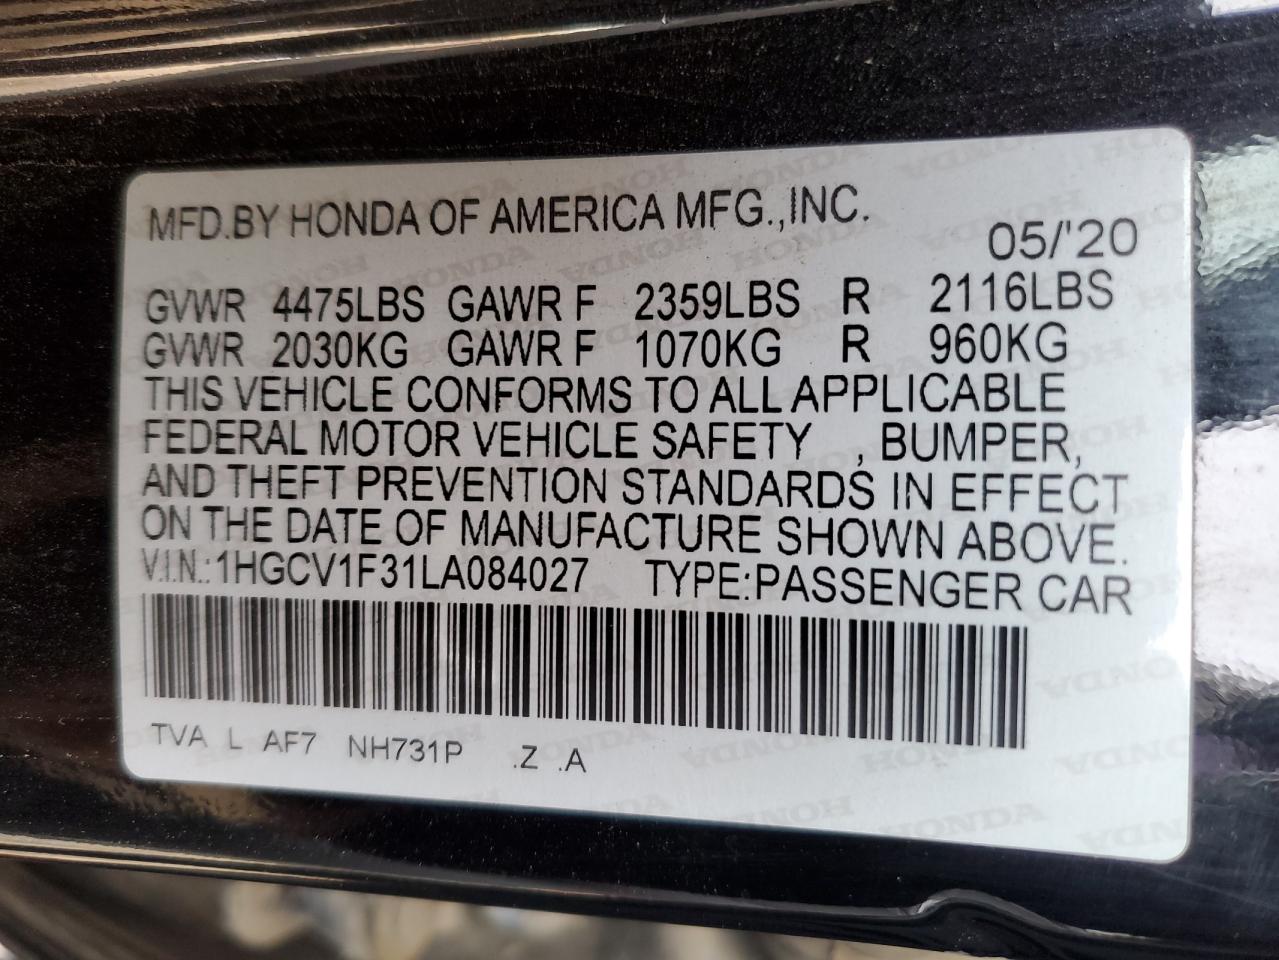 MFD.BY HONDA OF AMERICA MFG.,INC. 05/'20
GVWR 4475LBS GAWR F 2359LBS R 2116LBS
GVWR 2030KG GAWR F 1070KG R 960KG
THIS VEHICLE CONFORMS TO ALL APPLICABLE
FEDERAL MOTOR VEHICLE SAFETY , BUMPER,
AND THEFT PREVENTION STANDARDS IN EFFECT
ON THE DATE OF MANUFACTURE SHOWN ABOVE.
V.I.N.:1HGCV1F31LA084027 TYPE:PASSENGER CAR
TVA L AF7 NH731P .Z .A